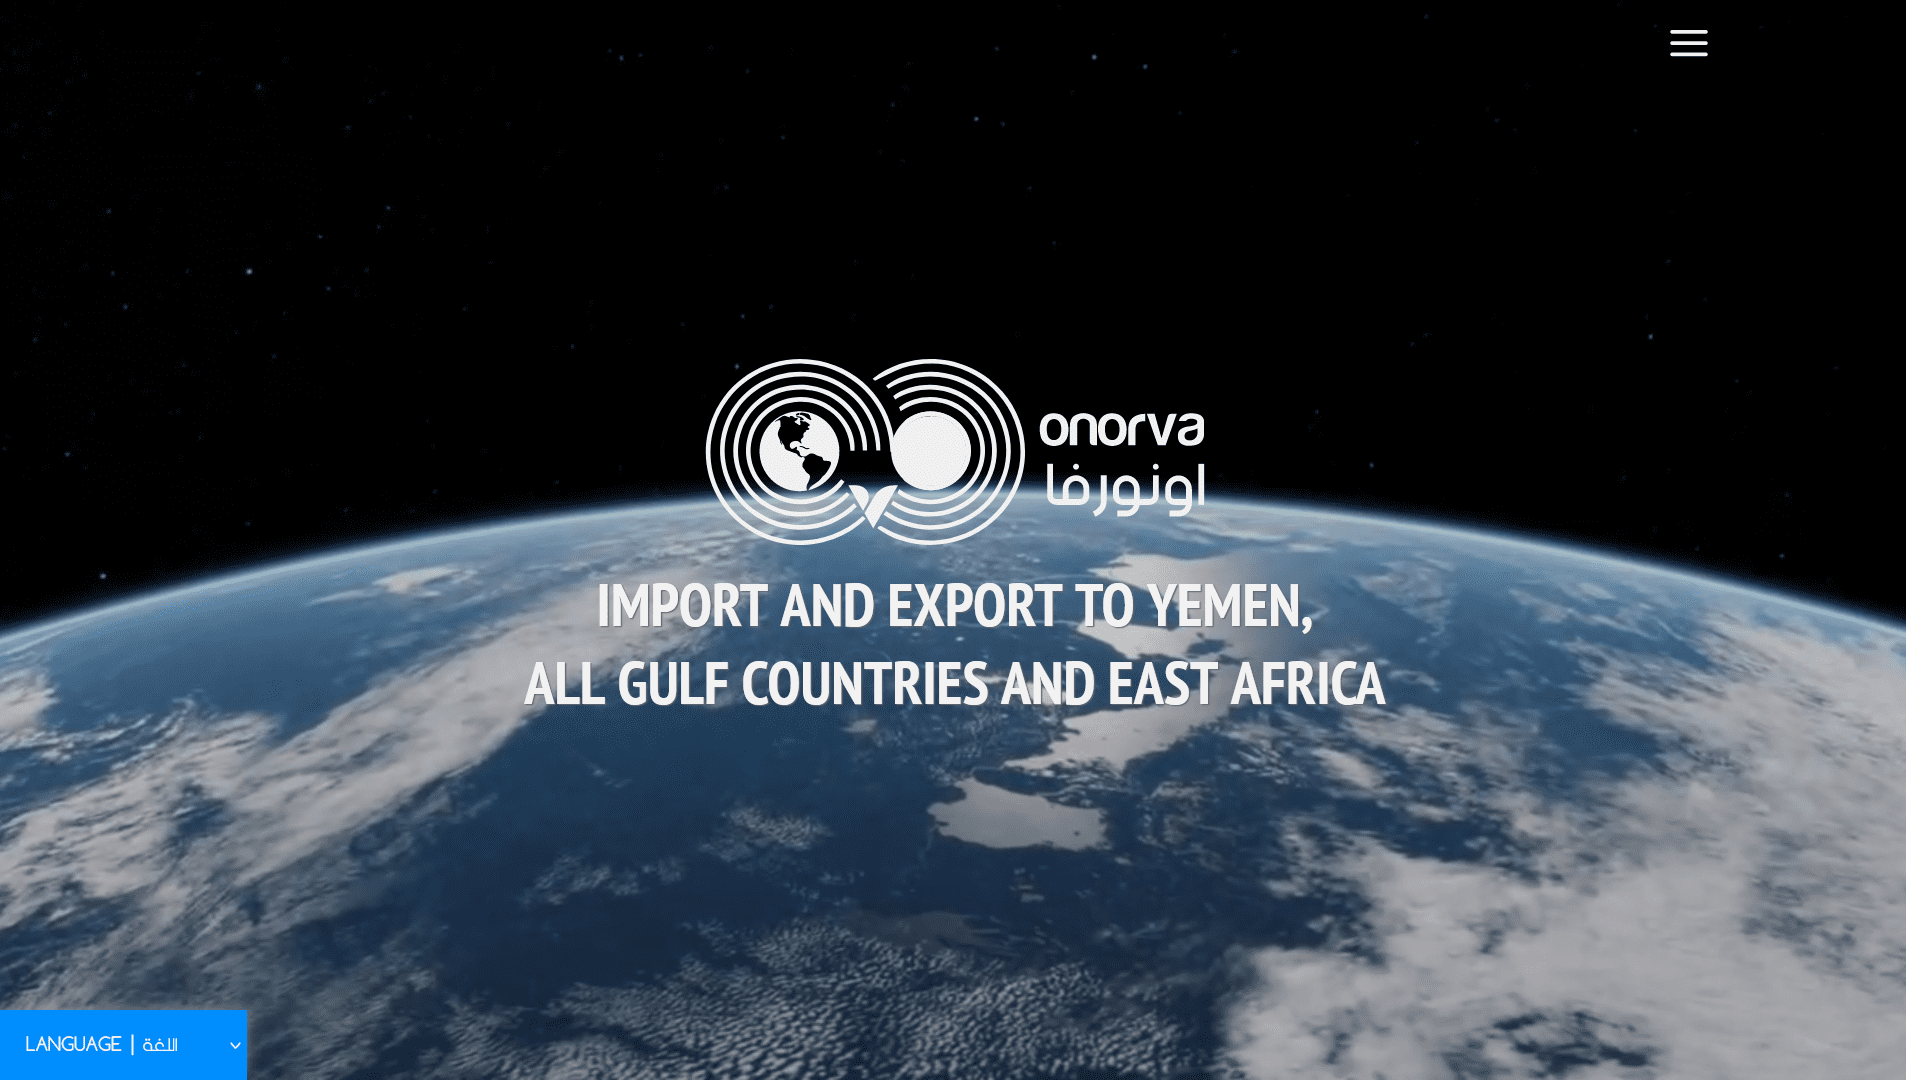 onorva
اونورفا
IMPORT AND EXPORT TO YEMEN,
ALL GULF COUNTRIES AND EAST AFRICA
LANGUAGE | اللغة